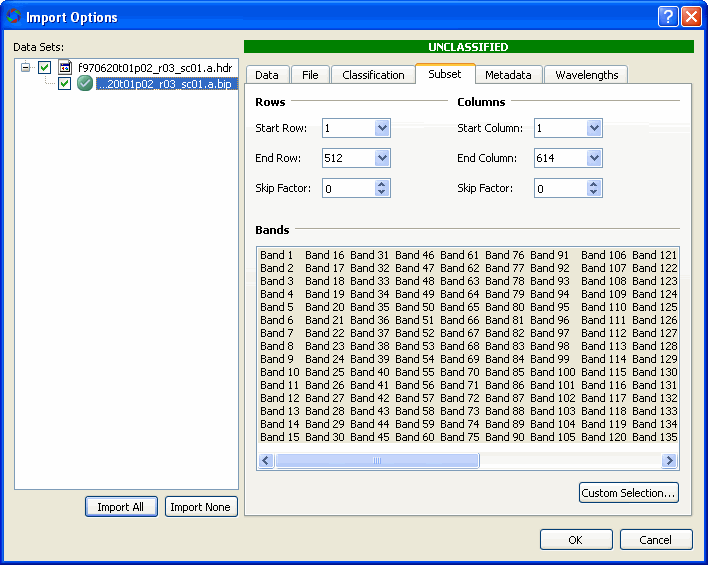 Import Options
Data Sets:
UNCLASSIFIED
f970620t01p02_r03_sc01.a.hdr
...20t01p02_r03_sc01.a.bip
Data File Classification Subset Metadata Wavelengths
Rows Columns
Start Row: 1 Start Column: 1
End Row: 512 End Column: 614
Skip Factor: 0 Skip Factor: 0
Bands
Band 1 Band 16 Band 31 Band 46 Band 61 Band 76 Band 91 Band 106 Band 121
Band 2 Band 17 Band 32 Band 47 Band 62 Band 77 Band 92 Band 107 Band 122
Band 3 Band 18 Band 33 Band 48 Band 63 Band 78 Band 93 Band 108 Band 123
Band 4 Band 19 Band 34 Band 49 Band 64 Band 79 Band 94 Band 109 Band 124
Band 5 Band 20 Band 35 Band 50 Band 65 Band 80 Band 95 Band 110 Band 125
Band 6 Band 21 Band 36 Band 51 Band 66 Band 81 Band 96 Band 111 Band 126
Band 7 Band 22 Band 37 Band 52 Band 67 Band 82 Band 97 Band 112 Band 127
Band 8 Band 23 Band 38 Band 53 Band 68 Band 83 Band 98 Band 113 Band 128
Band 9 Band 24 Band 39 Band 54 Band 69 Band 84 Band 99 Band 114 Band 129
Band 10 Band 25 Band 40 Band 55 Band 70 Band 85 Band 100 Band 115 Band 130
Band 11 Band 26 Band 41 Band 56 Band 71 Band 86 Band 101 Band 116 Band 131
Band 12 Band 27 Band 42 Band 57 Band 72 Band 87 Band 102 Band 117 Band 132
Band 13 Band 28 Band 43 Band 58 Band 73 Band 88 Band 103 Band 118 Band 133
Band 14 Band 29 Band 44 Band 59 Band 74 Band 89 Band 104 Band 119 Band 134
Band 15 Band 30 Band 45 Band 60 Band 75 Band 90 Band 105 Band 120 Band 135
Custom Selection...
Import All Import None
OK Cancel